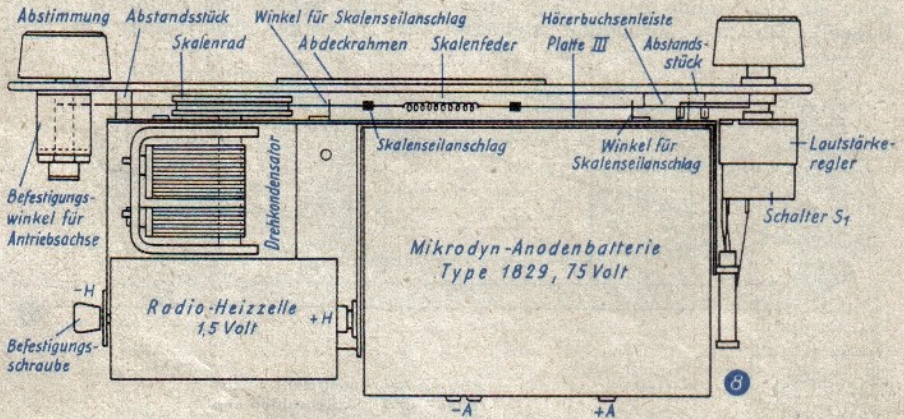 Abstimmung
Abstandsstück
Winkel für Skalenseilanschlag
Hörerbuchsenleiste
Skalenrad
Abdeckrahmen
Skalenfeder
Platte III
Abstands-
stück
Skalenseilanschlag
Winkel für
Skalenseilanschlag
Lautstärke-
regler
Befestigungs-
winkel für
Antriebsachse
Drehkondensator
Schalter S1
Mikrodyn-Anodenbatterie
Type 1829, 75 Volt
-H
Radio-Heizzelle
1,5 Volt
+H
Befestigungs-
schraube
-A
+A
8